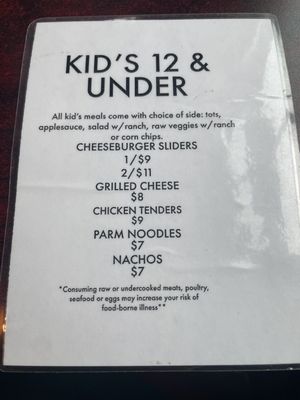 KID'S 12 &
UNDER
All kid's meals come with choice of side: tots,
applesauce, salad w/ranch, raw veggies w/ranch
or corn chips.
CHEESEBURGER SLIDERS
1/$9
2/$11
GRILLED CHEESE
$8
CHICKEN TENDERS
$9
PARM NOODLES
$7
NACHOS
$7
*Consuming raw or undercooked meats, poultry,
seafood or eggs may increase your risk of
food-borne illness**